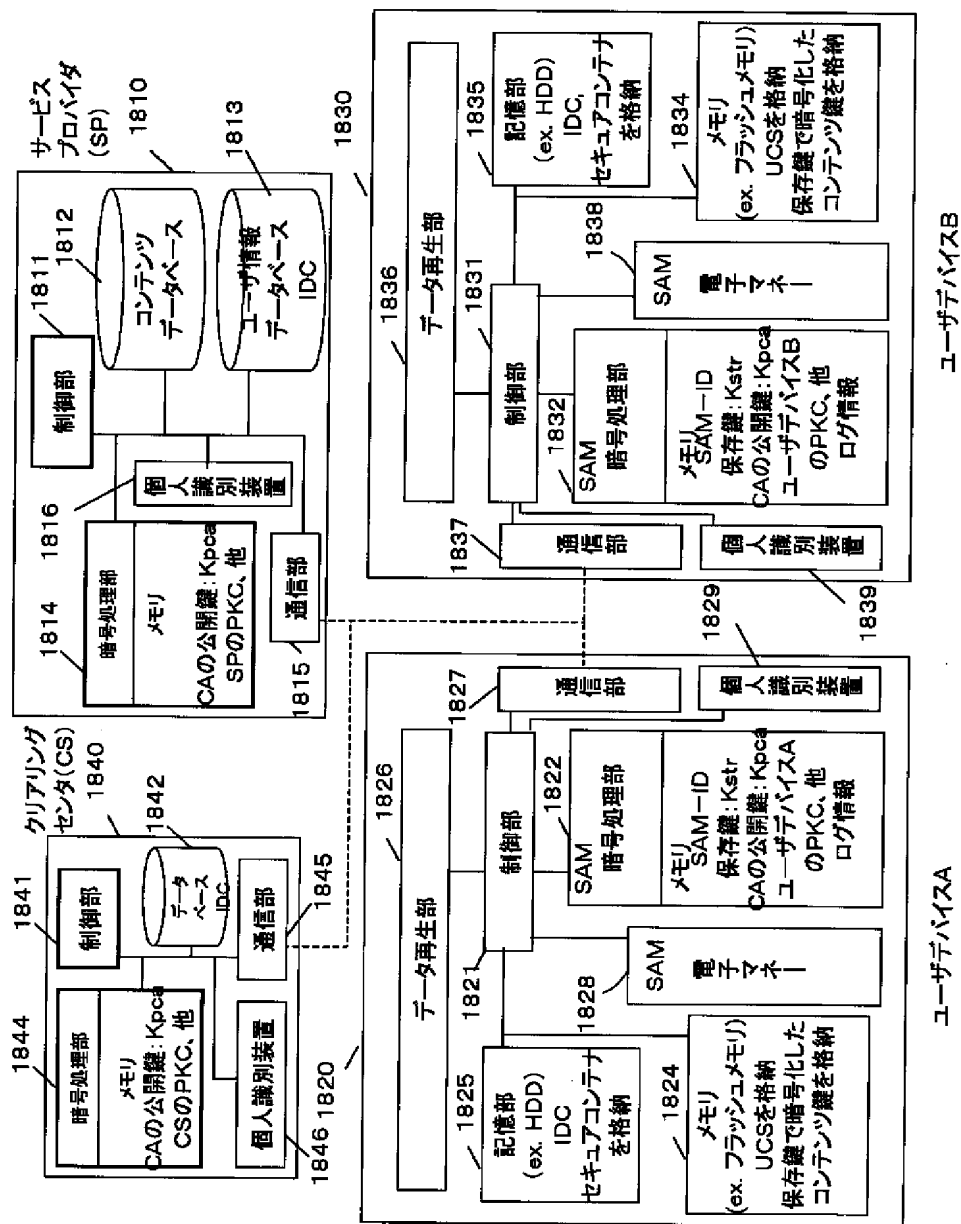 クリアリング
センタ(CS)
1840
1841
制御部
1842
データ
ベース
IDC
1844
暗号処理部
メモリ
CAの公開鍵:Kpca
CSのPKC、他
1845
通信部
個人識別装置
1846
サービス
プロバイダ
(SP)
1810
1811
制御部
1812
コンテンツ
データベース
1813
ユーザ情報
データベース
IDC
1816
個人識別装置
1814
暗号処理部
メモリ
CAの公開鍵:Kpca
SPのPKC、他
1815
通信部
1820
1826
データ再生部
1827
通信部
1829
個人識別装置
1821
制御部
1822
SAM
暗号処理部
メモリ
SAM-ID
保存鍵:Kstr
CAの公開鍵:Kpca
ユーザデバイスA
のPKC、他
ログ情報
1828
SAM
電子マネー
1825
記憶部
(ex. HDD)
IDC
セキュアコンテナ
を格納
1824
メモリ
(ex. フラッシュメモリ)
UCSを格納
保存鍵で暗号化した
コンテンツ鍵を格納
ユーザデバイスA
1830
1836
データ再生部
1837
通信部
1839
個人識別装置
1831
制御部
1832
SAM
暗号処理部
メモリ
SAM-ID
保存鍵:Kstr
CAの公開鍵:Kpca
ユーザデバイスB
のPKC、他
ログ情報
1838
SAM
電子マネー
1835
記憶部
(ex. HDD)
IDC,
セキュアコンテナ
を格納
1834
メモリ
(ex. フラッシュメモリ)
UCSを格納
保存鍵で暗号化した
コンテンツ鍵を格納
ユーザデバイスB